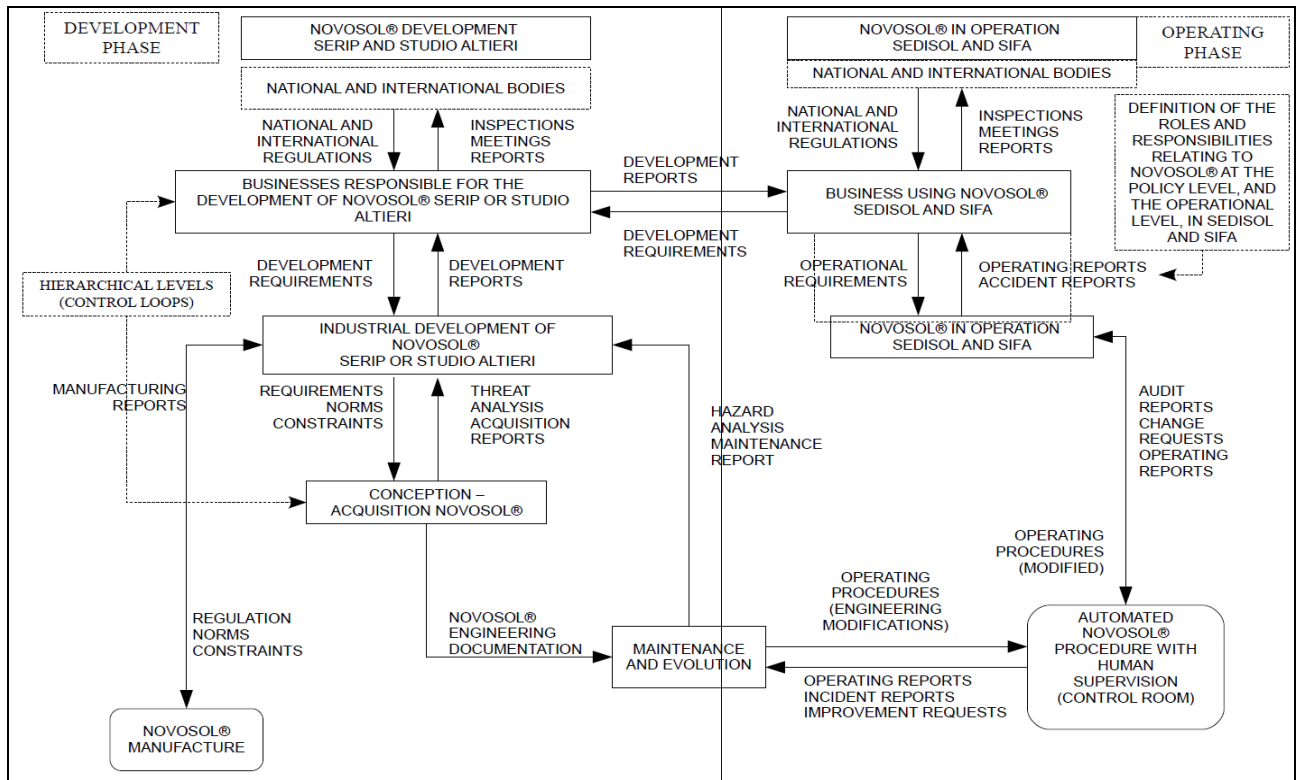 DEVELOPMENT
PHASE
NOVOSOL® DEVELOPMENT
SERIP AND STUDIO ALTIERI
NOVOSOL® IN OPERATION
SEDISOL AND SIFA
OPERATING
PHASE
NATIONAL AND INTERNATIONAL BODIES
NATIONAL AND INTERNATIONAL BODIES
NATIONAL AND
INTERNATIONAL
REGULATIONS
INSPECTIONS
MEETINGS
REPORTS
NATIONAL AND
INTERNATIONAL
REGULATIONS
INSPECTIONS
MEETINGS
REPORTS
DEFINITION OF THE
ROLES AND
RESPONSIBILITIES
RELATING TO
NOVOSOL® AT THE
POLICY LEVEL, AND
THE OPERATIONAL
LEVEL, IN SEDISOL
AND SIFA
BUSINESSES RESPONSIBLE FOR THE
DEVELOPMENT OF NOVOSOL® SERIP OR STUDIO
ALTIERI
DEVELOPMENT
REPORTS
DEVELOPMENT
REQUIREMENTS
BUSINESS USING NOVOSOL®
SEDISOL AND SIFA
HIERARCHICAL LEVELS
(CONTROL LOOPS)
DEVELOPMENT
REQUIREMENTS
DEVELOPMENT
REPORTS
OPERATIONAL
REQUIREMENTS
OPERATING REPORTS
ACCIDENT REPORTS
INDUSTRIAL DEVELOPMENT OF
NOVOSOL®
SERIP OR STUDIO ALTIERI
NOVOSOL® IN OPERATION
SEDISOL AND SIFA
MANUFACTURING
REPORTS
REQUIREMENTS
NORMS
CONSTRAINTS
THREAT
ANALYSIS
ACQUISITION
REPORTS
HAZARD
ANALYSIS
MAINTENANCE
REPORT
AUDIT
REPORTS
CHANGE
REQUESTS
OPERATING
REPORTS
CONCEPTION –
ACQUISITION NOVOSOL®
OPERATING
PROCEDURES
(MODIFIED)
REGULATION
NORMS
CONSTRAINTS
NOVOSOL®
ENGINEERING
DOCUMENTATION
MAINTENANCE
AND EVOLUTION
OPERATING
PROCEDURES
(ENGINEERING
MODIFICATIONS)
OPERATING REPORTS
INCIDENT REPORTS
IMPROVEMENT REQUESTS
AUTOMATED
NOVOSOL®
PROCEDURE WITH
HUMAN
SUPERVISION
(CONTROL ROOM)
NOVOSOL®
MANUFACTURE